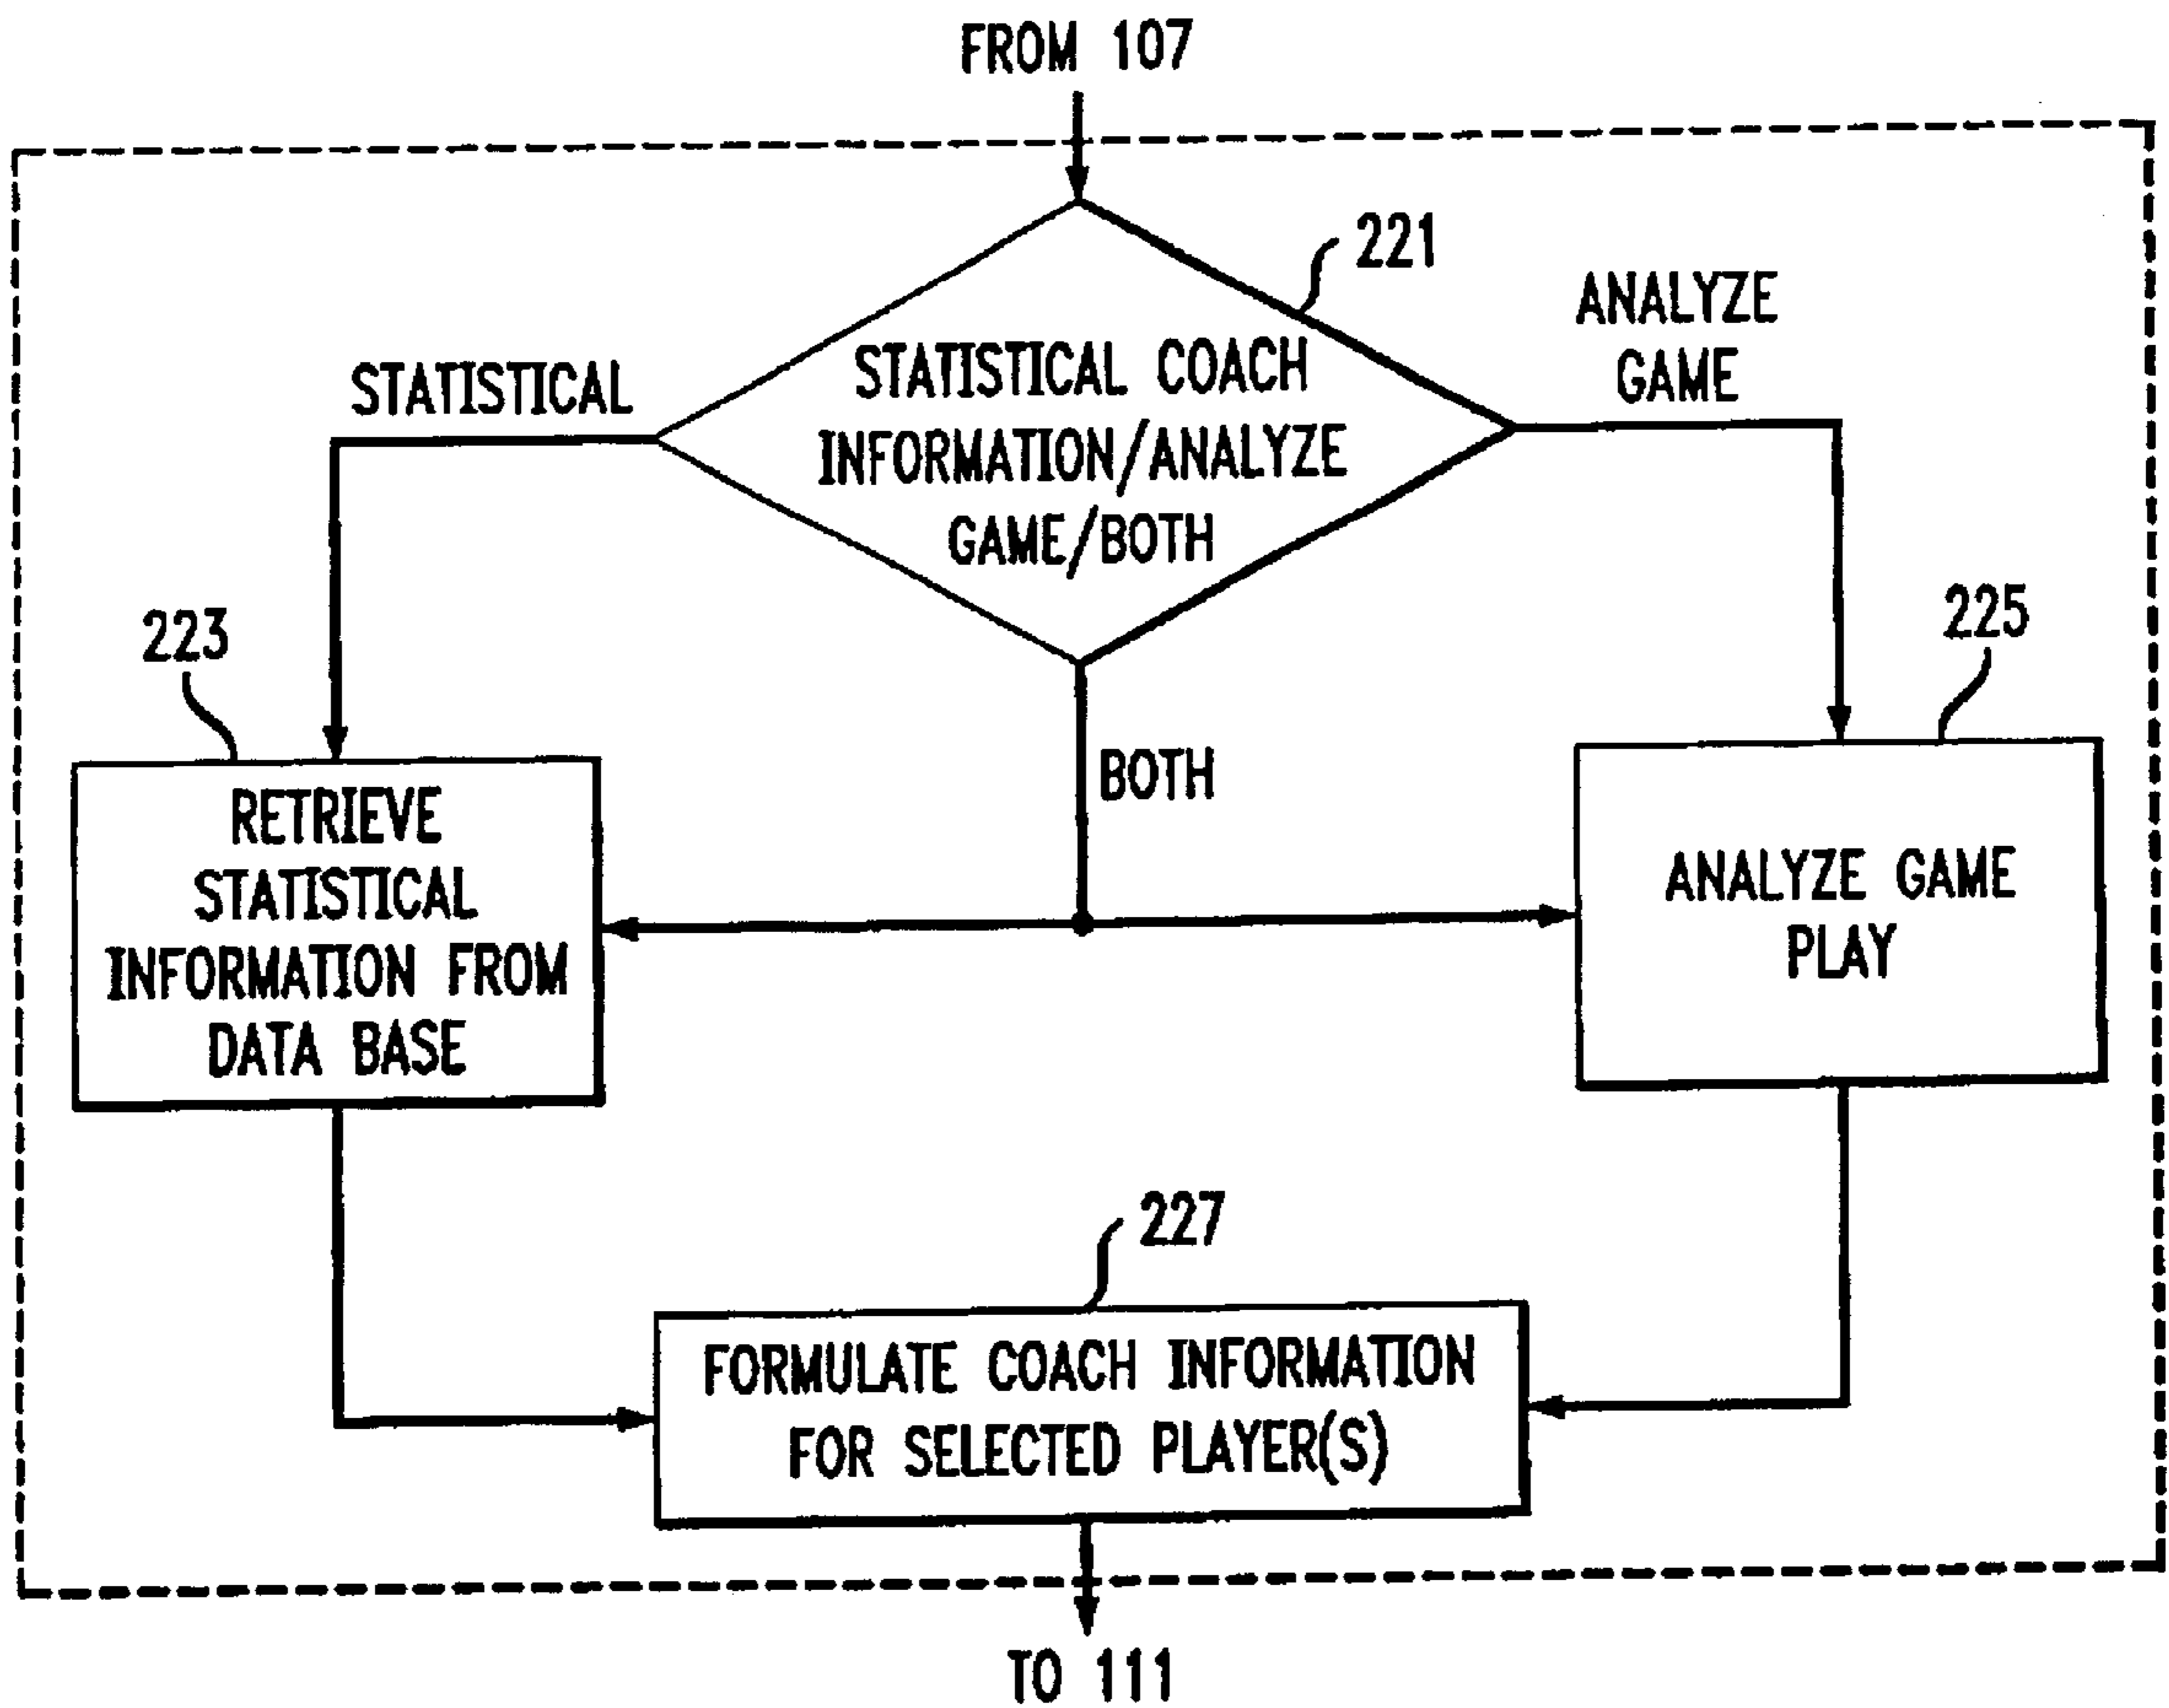 FROM 107
221
ANALYZE
GAME
STATISTICAL
STATISTICAL COACH
INFORMATION/ANALYZE
GAME/BOTH
223
225
BOTH
RETRIEVE
STATISTICAL
INFORMATION FROM
DATA BASE
ANALYZE GAME
PLAY
227
FORMULATE COACH INFORMATION
FOR SELECTED PLAYER(S)
TO 111